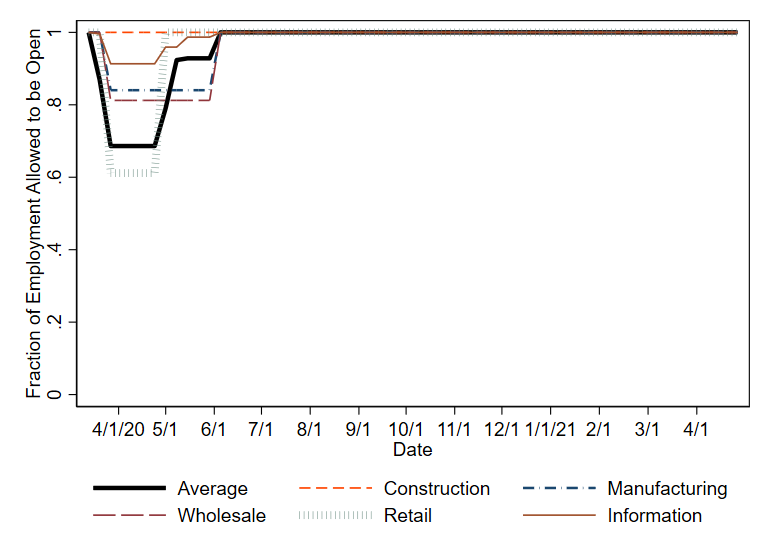 Fraction of Employment Allowed to be Open
1
.8
.6
.4
.2
0
4/1/20 5/1 6/1 7/1 8/1 9/1 10/1 11/1 12/1 1/1/21 2/1 3/1 4/1
Date
Average Construction Manufacturing
Wholesale Retail Information